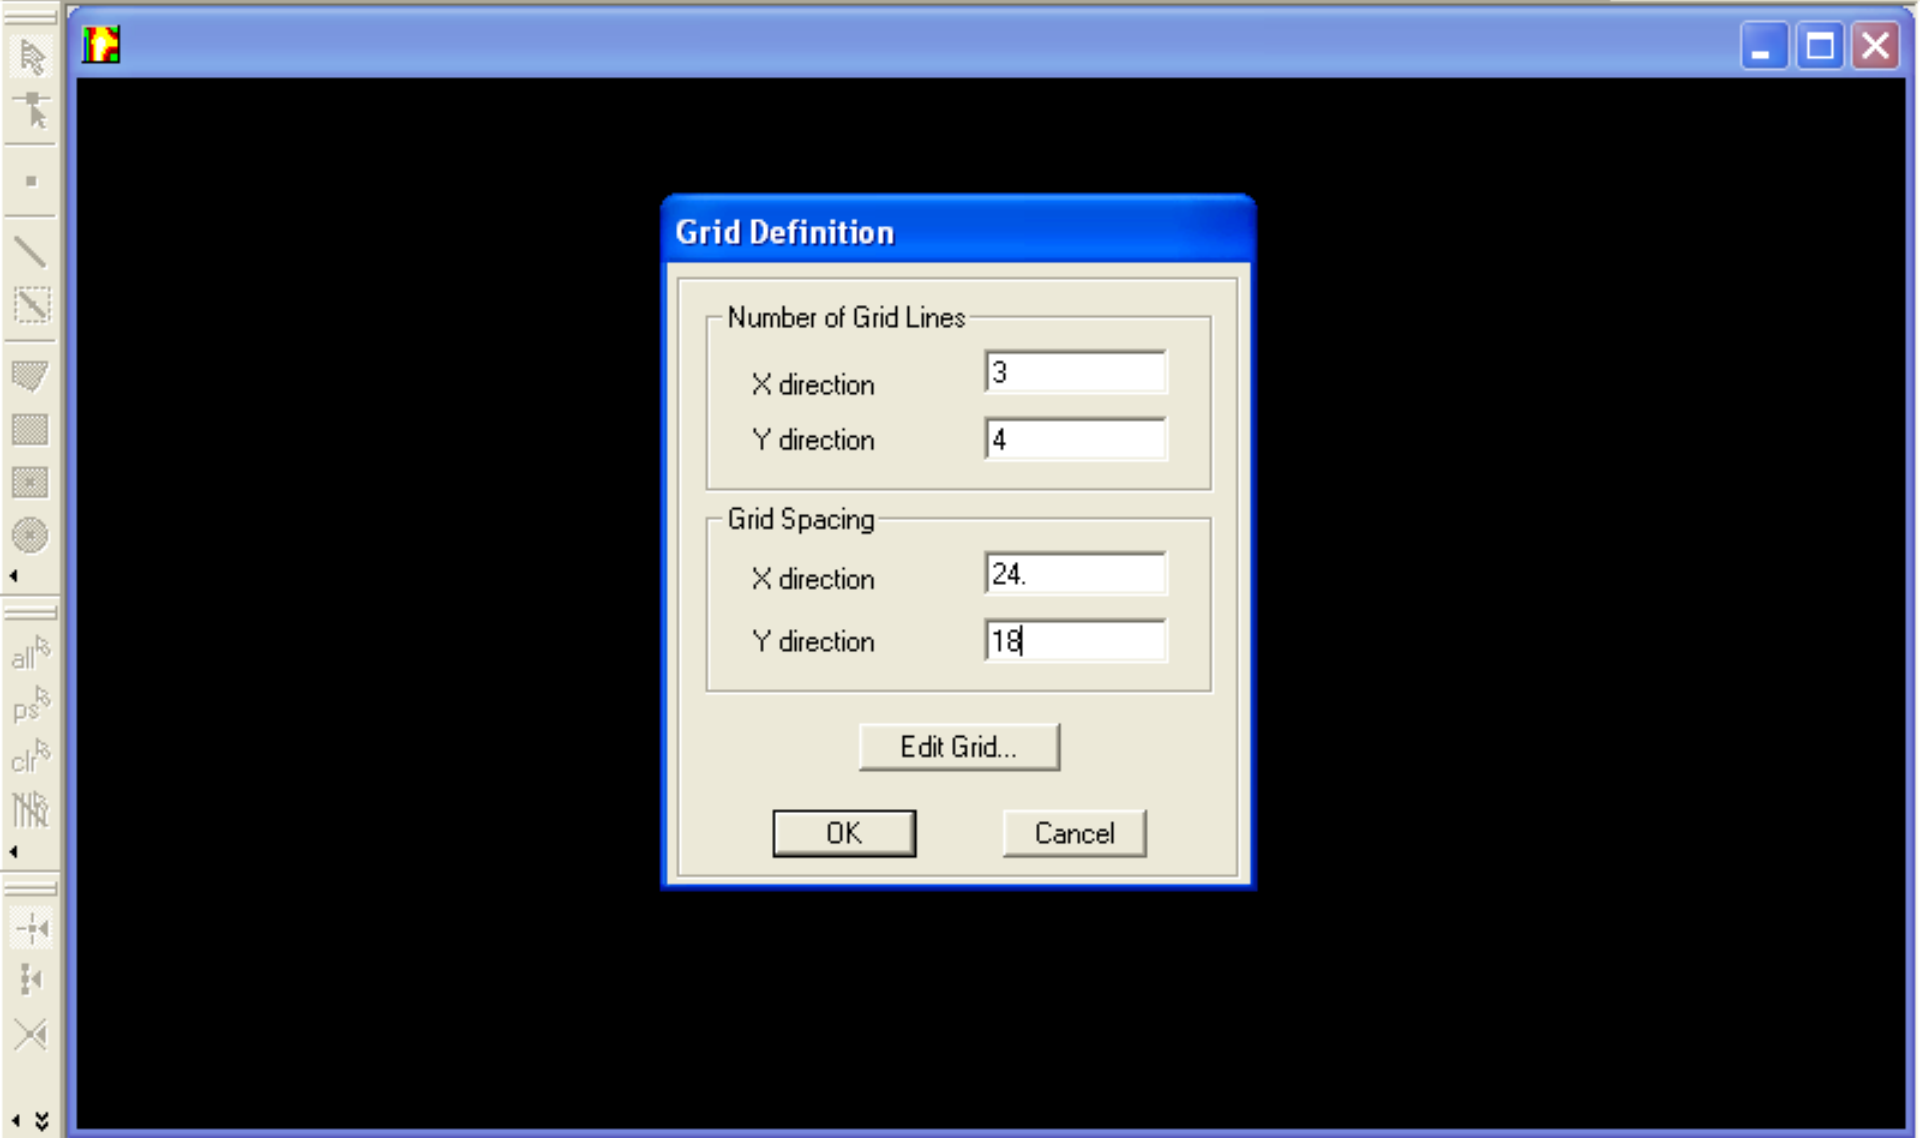 Grid Definition
Number of Grid Lines
X direction 3
Y direction 4
Grid Spacing
X direction 24.
Y direction 18
Edit Grid...
OK Cancel
all
ps
clr